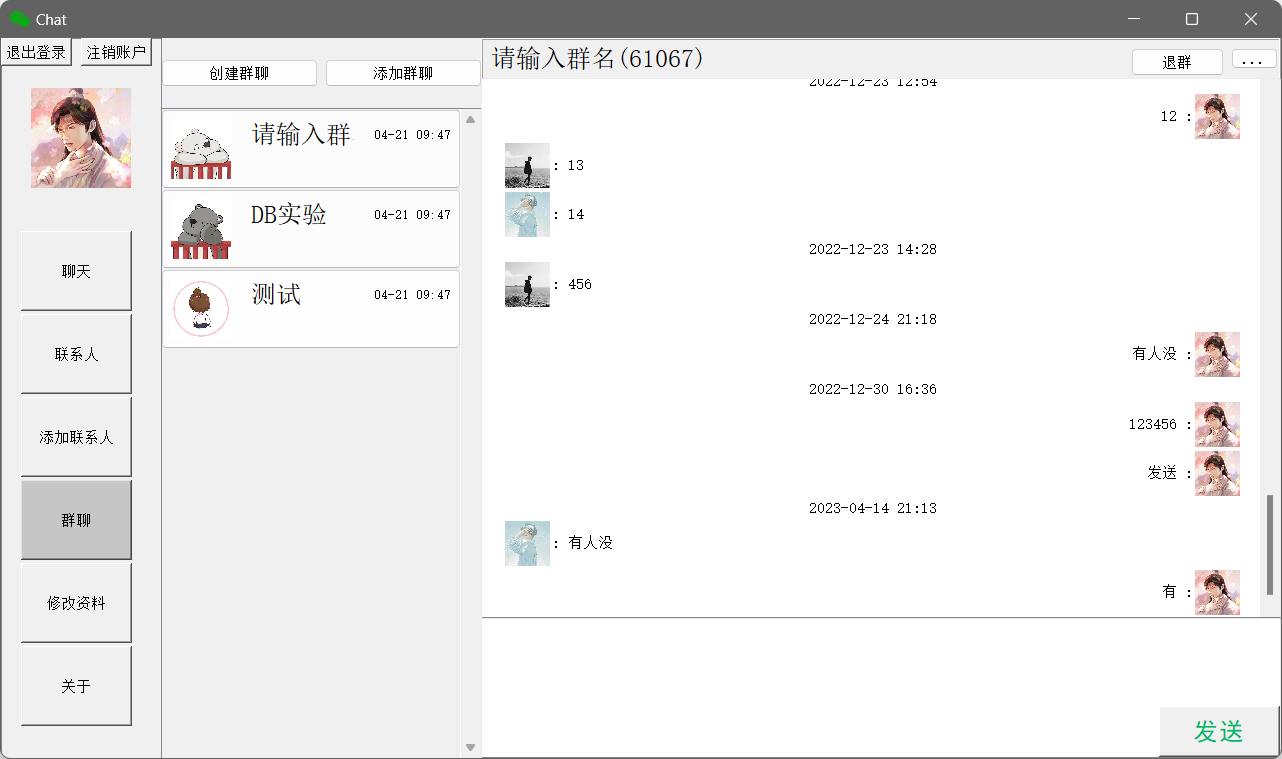 Chat
退出登录 注销账户
聊天
联系人
添加联系人
群聊
修改资料
关于
创建群聊 添加群聊
请输入群 04-21 09:47
DB实验 04-21 09:47
测试 04-21 09:47
请输入群名(61067) 退群 ...
2022-12-23 12:54
12 :
: 13
: 14
2022-12-23 14:28
: 456
2022-12-24 21:18
有人没 :
2022-12-30 16:36
123456 :
发送 :
2023-04-14 21:13
: 有人没
有 :
发送